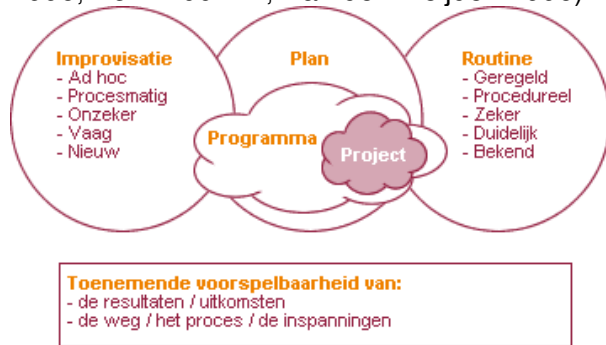 Improvisatie
- Ad hoc
- Procesmatig
- Onzeker
- Vaag
- Nieuw
Plan
Programma
Project
Routine
- Geregeld
- Procedureel
- Zeker
- Duidelijk
- Bekend
Toenemende voorspelbaarheid van:
- de resultaten / uitkomsten
- de weg / het proces / de inspanningen